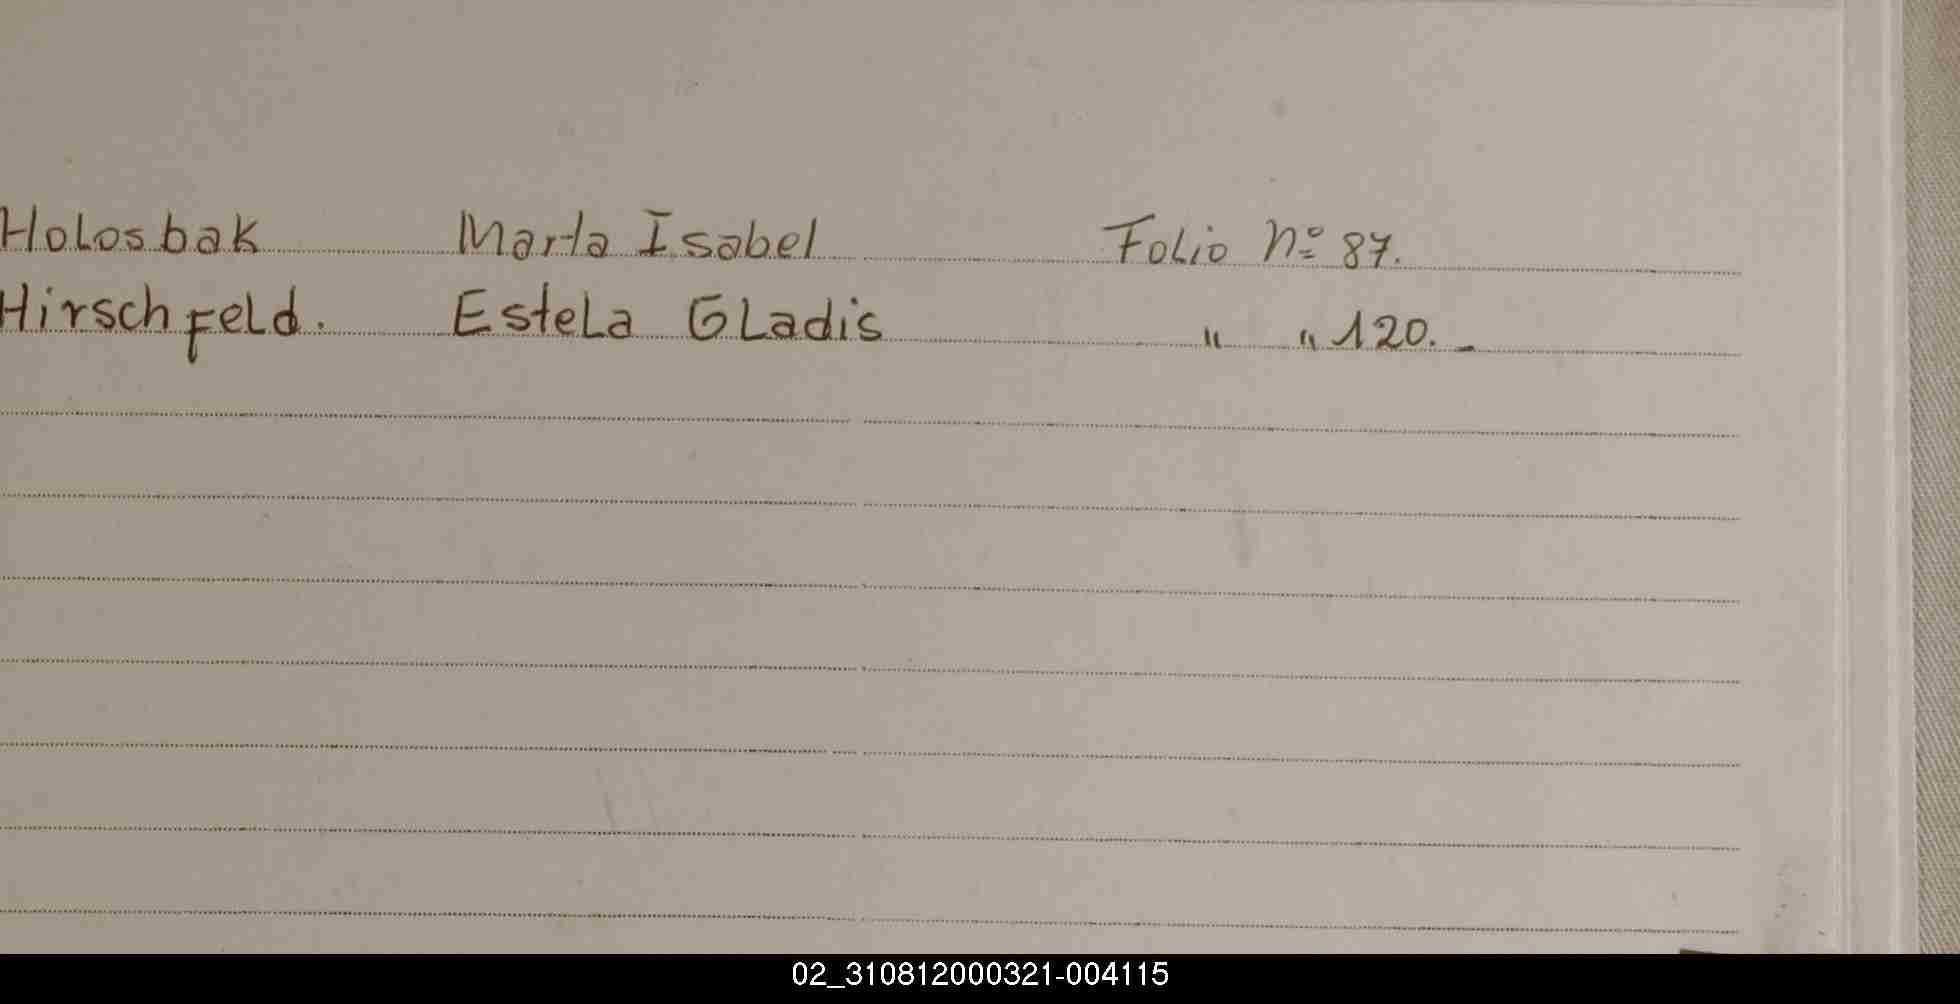 Holosbak Marta Isabel Folio Nº 87.
Hirschfeld. Estela Gladis " " 120.-
02_310812000321-004115